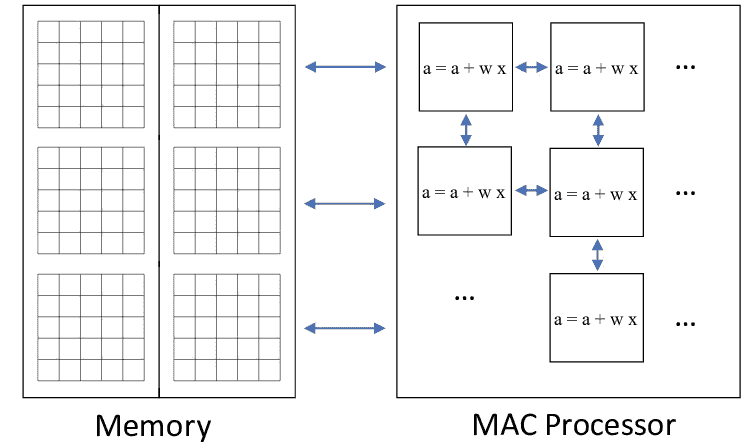 a = a + w x a = a + w x ...
a = a + w x a = a + w x ...
... a = a + w x ...
Memory MAC Processor